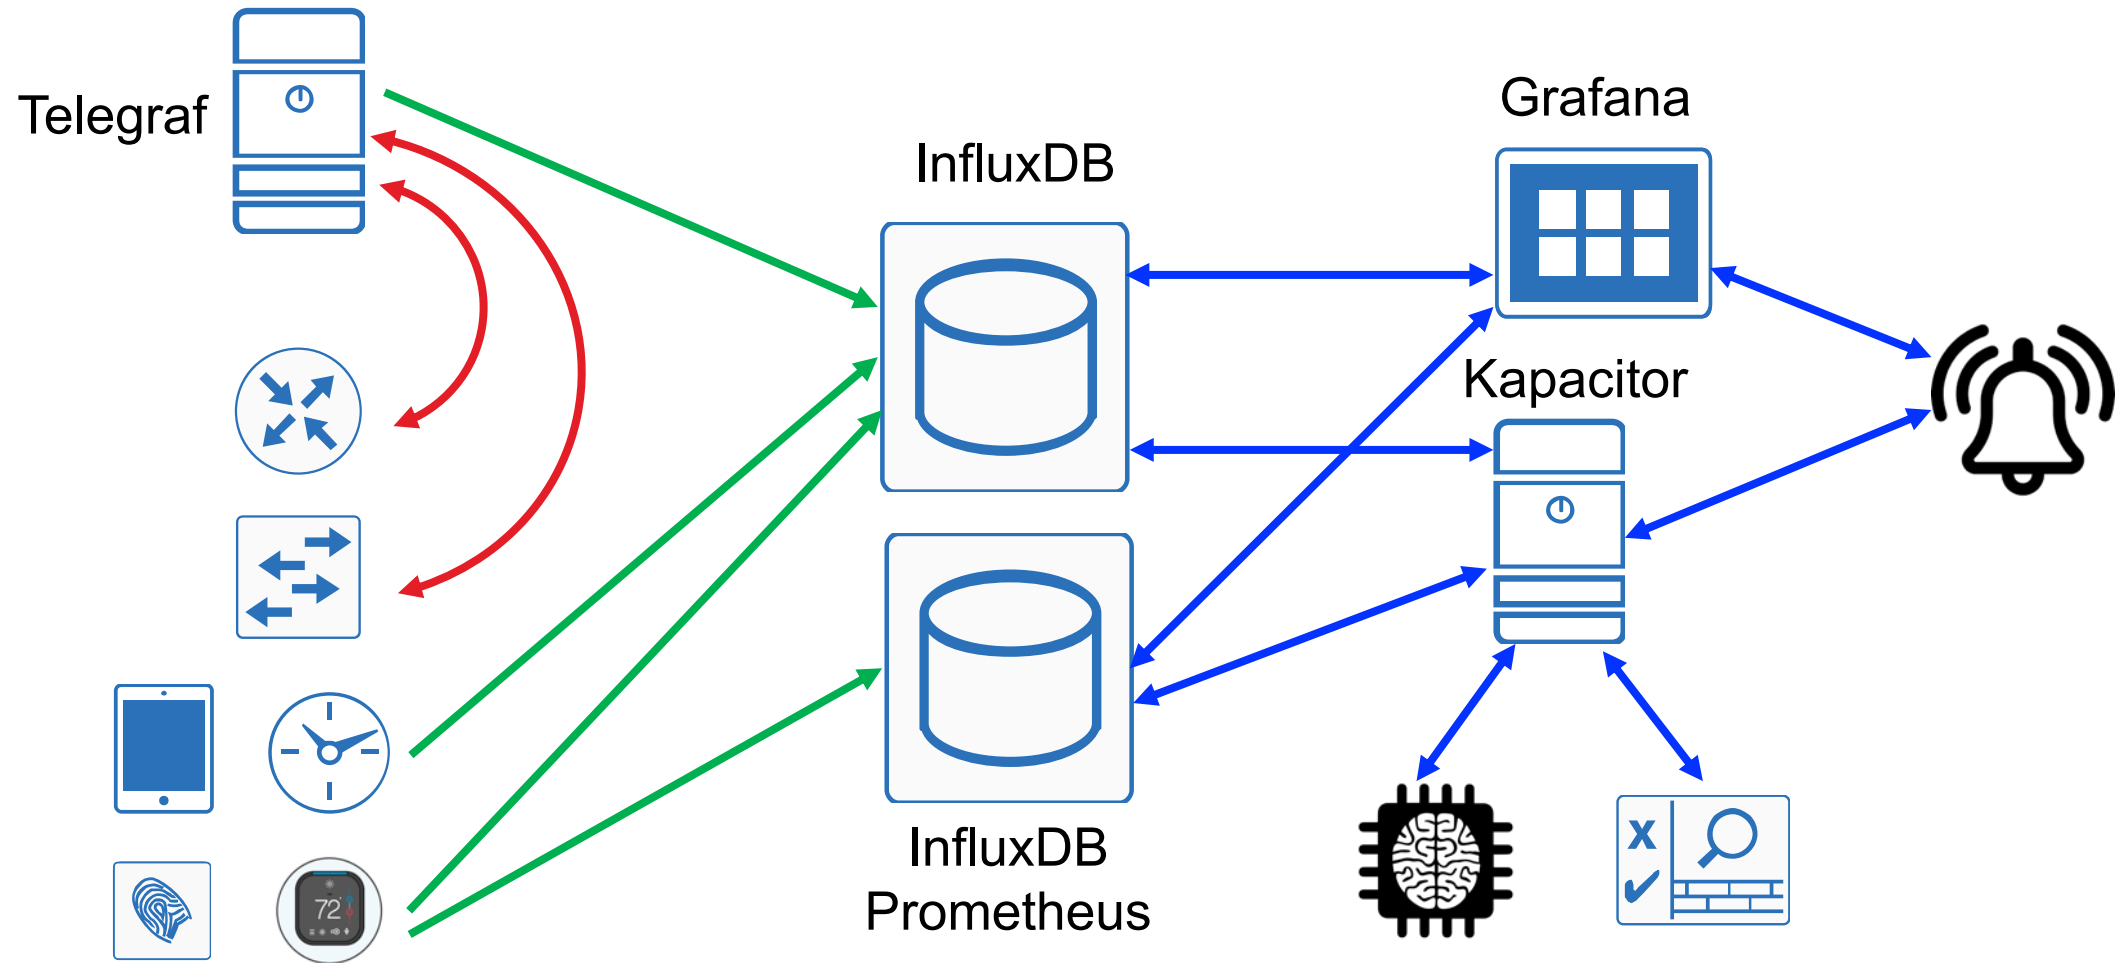 Telegraf
InfluxDB
Grafana
Kapacitor
InfluxDB
Prometheus
72°
X